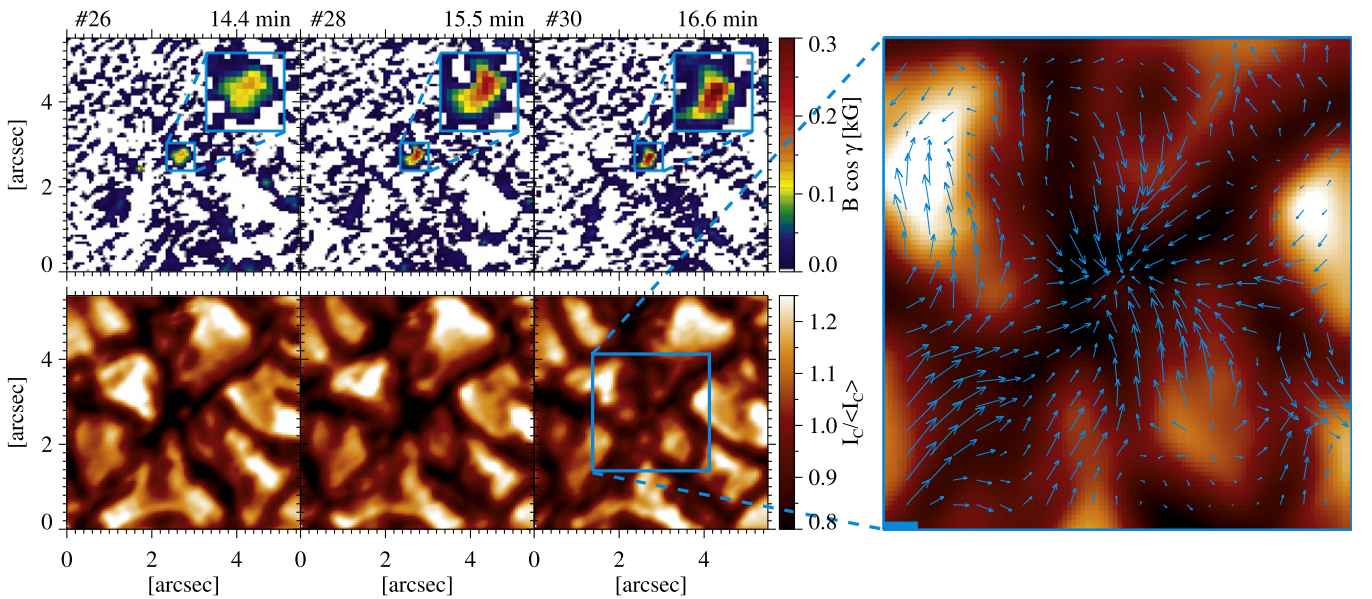 #26 14.4 min #28 15.5 min #30 16.6 min
[arcsec]
4
2
0
0.3
0.2
0.1
0.0
B cos γ [kG]
[arcsec]
4
2
0
1.2
1.1
1.0
0.9
0.8
I_C/<I_C>
0 2 4 0 2 4 0 2 4
[arcsec] [arcsec] [arcsec]